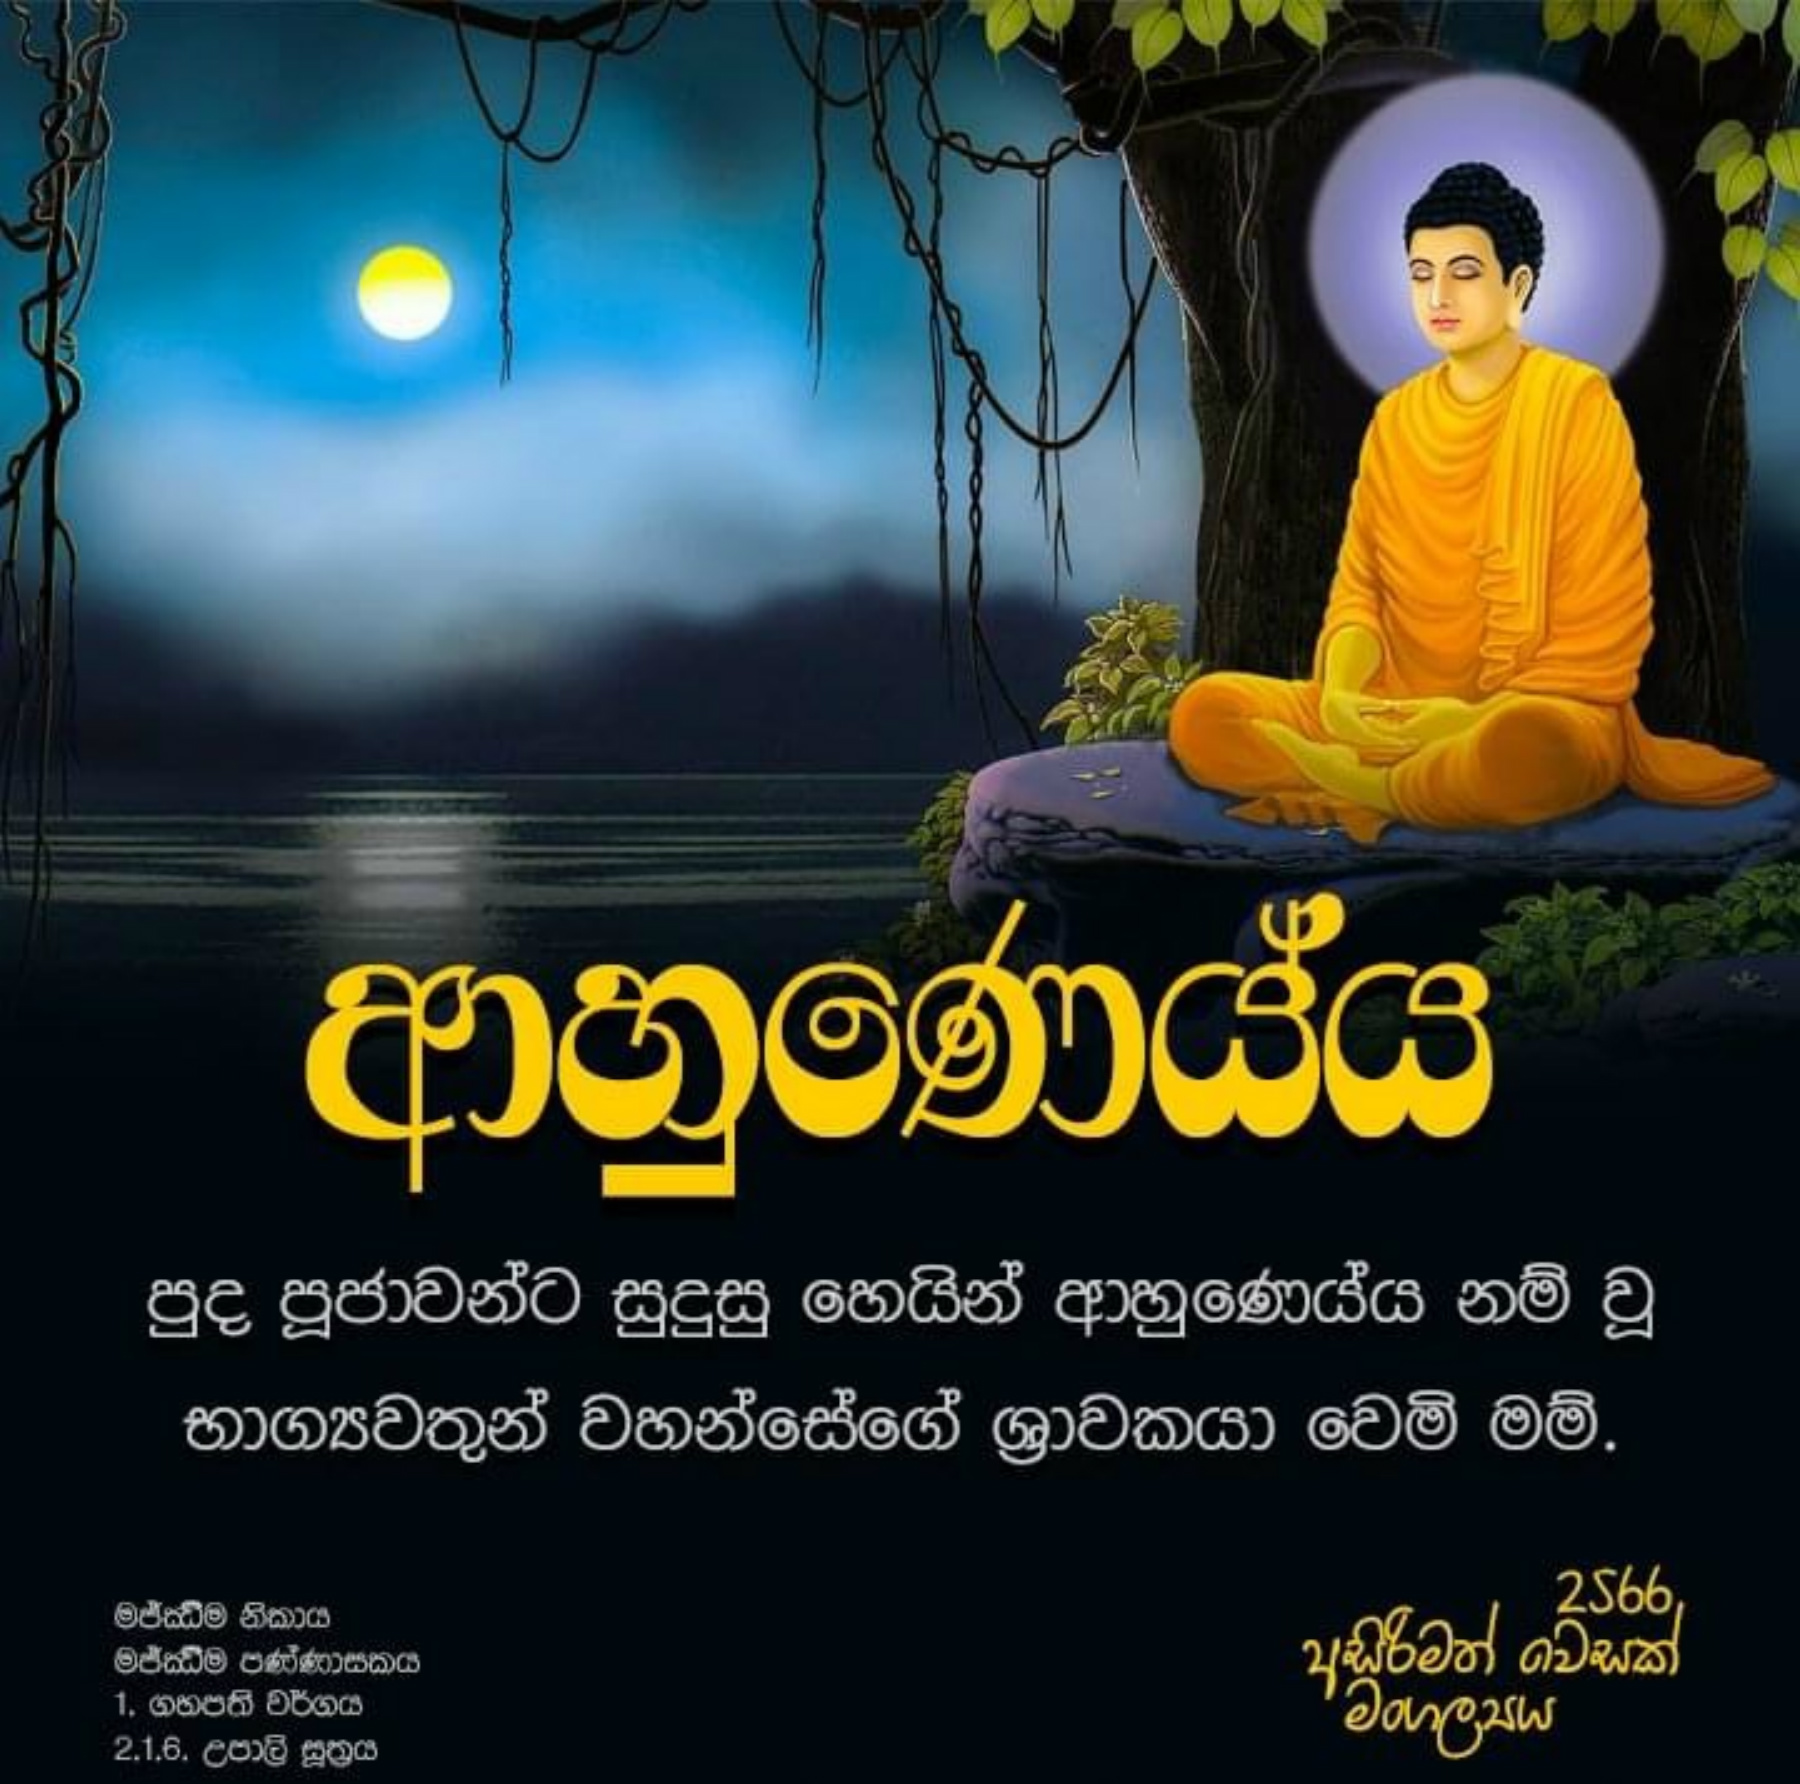 ආහුණෙය්ය
පුද පූජාවන්ට සුදුසු හෙයින් ආහුණෙය්ය නම් වූ
භාග්‍යවතුන් වහන්සේගේ ශ්‍රාවකයා වෙමි මම්.
මජ්ඣිම නිකාය
මජ්ඣිම පණ්ණාසකය
1. ගහපති වර්ගය
2.1.6. උපාලි සූත්‍රය
2566
අසිරිමත් වෙසක්
මංගල්‍යය